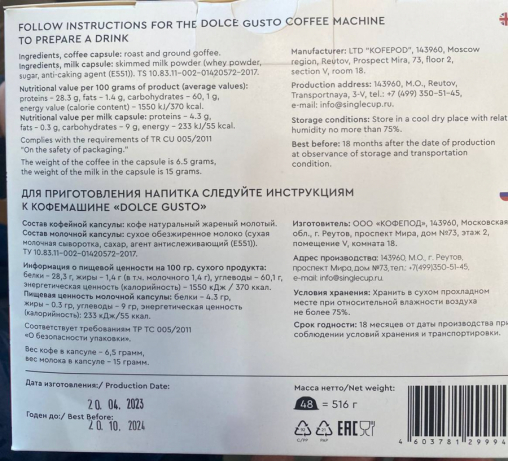 FOLLOW INSTRUCTIONS FOR THE DOLCE GUSTO COFFEE MACHINE
TO PREPARE A DRINK
Ingredients, coffee capsule: roast and ground goffee.
Ingredients, milk capsule: skimmed milk powder (whey powder,
sugar, anti-caking agent (E551)). TS 10.83.11-002-01420572-2017.
Nutritional value per 100 grams of product (average values):
proteins – 28.3 g, fats – 1,4 g, carbohydrates – 60, 1 g,
energy value (calorie content) – 1550 kJ/370 kcal.
Nutritional value per milk capsule: proteins – 4.3 g,
fats – 0.3 g, carbohydrates – 9 g, energy – 233 kJ/55 kcal.
Complies with the requirements of TR CU 005/2011
"On the safety of packaging."
The weight of the coffee in the capsule is 6.5 grams,
the weight of the milk in the capsule is 15 grams.
Manufacturer: LTD "KOFEPOD", 143960, Moscow
region, Reutov, Prospect Mira, 73, floor 2,
section V, room 18.
Production address: 143960, M.O., Reutov,
Transportnaya, 3-V, tel.: +7 (499) 350-51-45,
e-mail: info@singlecup.ru.
Storage conditions: Store in a cool dry place with relat
humidity no more than 75%.
Best before: 18 months after the date of production
at observance of storage and transportation
condition.
ДЛЯ ПРИГОТОВЛЕНИЯ НАПИТКА СЛЕДУЙТЕ ИНСТРУКЦИЯМ
К КОФЕМАШИНЕ «DOLCE GUSTO»
Состав кофейной капсулы: кофе натуральный жареный молотый.
Состав молочной капсулы: сухое обезжиренное молоко (сухая
молочная сыворотка, сахар, агент антислеживающий (Е551)).
ТУ 10.83.11-002-01420572-2017.
Информация о пищевой ценности на 100 гр. сухого продукта:
белки – 28,3 г, жиры – 1,4 г (в т.ч. молочного 1,4 г), углеводы – 60,1 г,
энергетическая ценность (калорийность) – 1550 кДж / 370 ккал.
Пищевая ценность молочной капсулы: белки – 4.3 гр,
жиры – 0.3 гр, углеводы – 9 гр, энергетическая ценность
(калорийность): 233 кДж/55 ккал.
Соответствует требованиям ТР ТС 005/2011
«О безопасности упаковки».
Вес кофе в капсуле – 6,5 грамм,
вес молока в капсуле – 15 грамм.
Изготовитель: ООО «КОФЕПОД», 143960, Московская
обл., г. Реутов, проспект Мира, дом №73, этаж 2,
помещение V, комната 18.
Адрес производства: 143960, М.О., г. Реутов,
проспект Мира, дом №73, тел.: +7(499)350-51-45,
e-mail: info@singlecup.ru.
Условия хранения: Хранить в сухом прохладном
месте при относительной влажности воздуха
не более 75%.
Срок годности: 18 месяцев от даты производства при
соблюдении условий хранения и транспортировки.
Дата изготовления:/ Production Date:
20. 04. 2023
Годен до:/ Best Before:
20. 10. 2024
Масса нетто/Net weight:
48 = 516 г
C/PP PAP
EAC
4 603781 29994